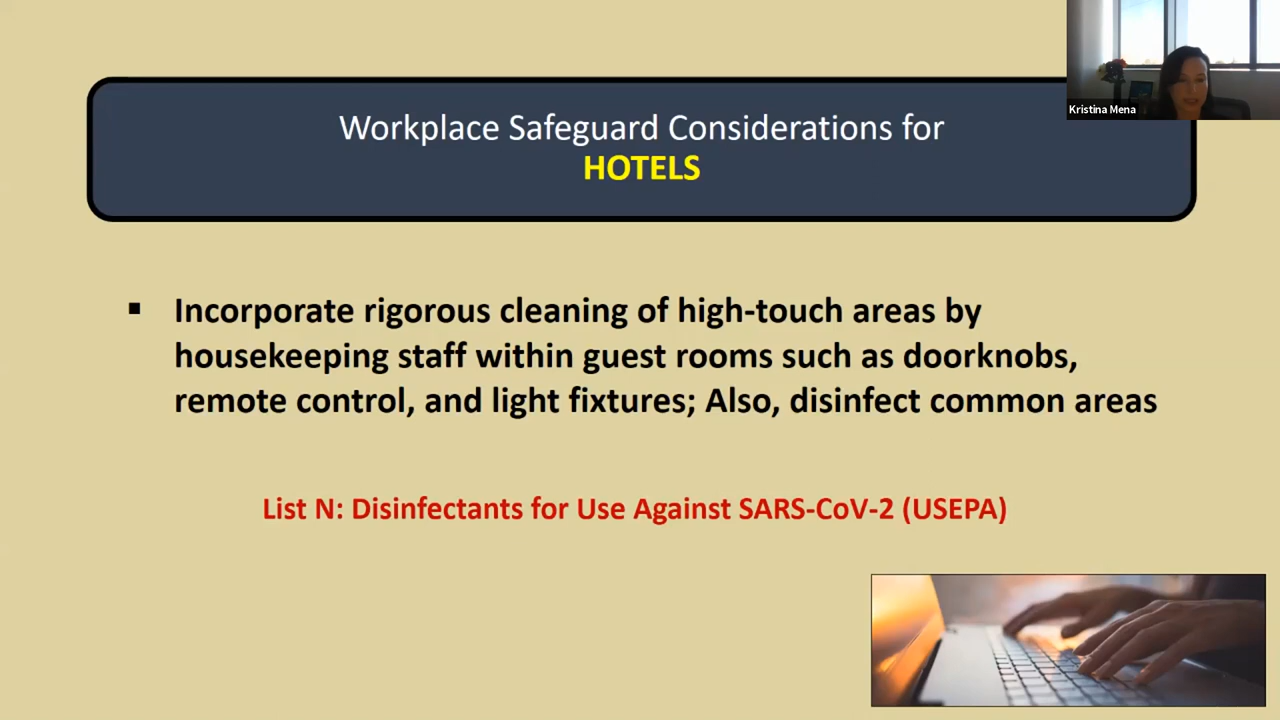 Workplace Safeguard Considerations for
HOTELS
Kristina Mena
▪ Incorporate rigorous cleaning of high-touch areas by
housekeeping staff within guest rooms such as doorknobs,
remote control, and light fixtures; Also, disinfect common areas
List N: Disinfectants for Use Against SARS-CoV-2 (USEPA)